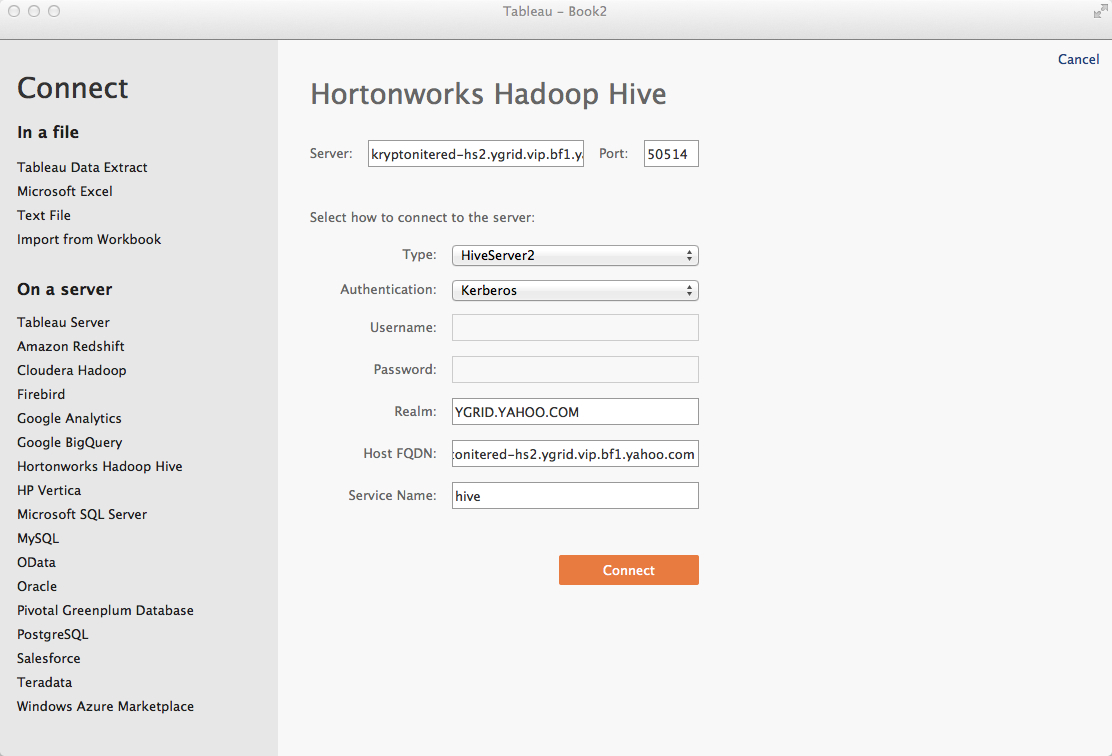 Tableau - Book2
Cancel
Connect
In a file
Tableau Data Extract
Microsoft Excel
Text File
Import from Workbook
On a server
Tableau Server
Amazon Redshift
Cloudera Hadoop
Firebird
Google Analytics
Google BigQuery
Hortonworks Hadoop Hive
HP Vertica
Microsoft SQL Server
MySQL
OData
Oracle
Pivotal Greenplum Database
PostgreSQL
Salesforce
Teradata
Windows Azure Marketplace
Hortonworks Hadoop Hive
Server: kryptonitered-hs2.ygrid.vip.bf1.ya Port: 50514
Select how to connect to the server:
Type: HiveServer2
Authentication: Kerberos
Username:
Password:
Realm: YGRID.YAHOO.COM
Host FQDN: tonitered-hs2.ygrid.vip.bf1.yahoo.com
Service Name: hive
Connect